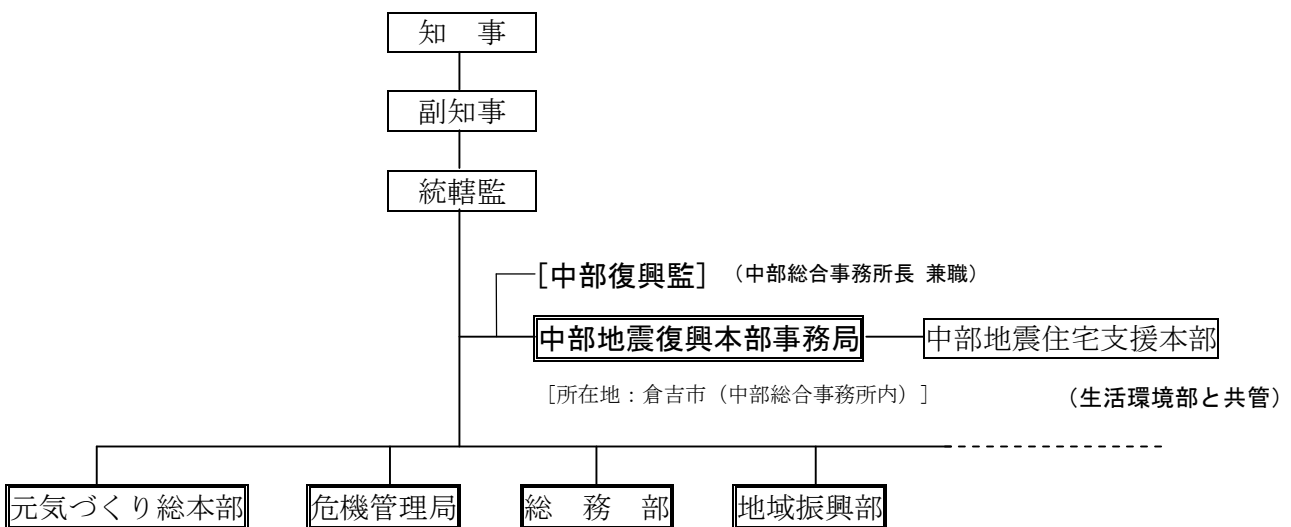 知　事
副知事
統轄監
[中部復興監]　（中部総合事務所長 兼職）
中部地震復興本部事務局　中部地震住宅支援本部
[所在地：倉吉市（中部総合事務所内）]　（生活環境部と共管）
元気づくり総本部　危機管理局　総　務　部　地域振興部